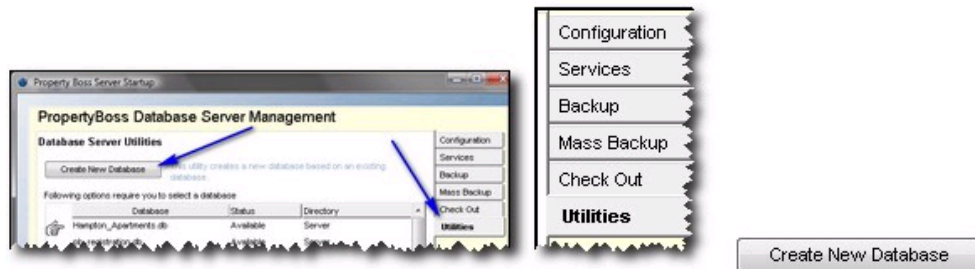 Property Boss Server Startup
PropertyBoss Database Server Management
Database Server Utilities
Create New Database
utility creates a new database based on an existing
database.
Following options require you to select a database
Database Status Directory
Hampton_Apartments.db Available Server
Configuration
Services
Backup
Mass Backup
Check Out
Utilities
Configuration
Services
Backup
Mass Backup
Check Out
Utilities
Create New Database